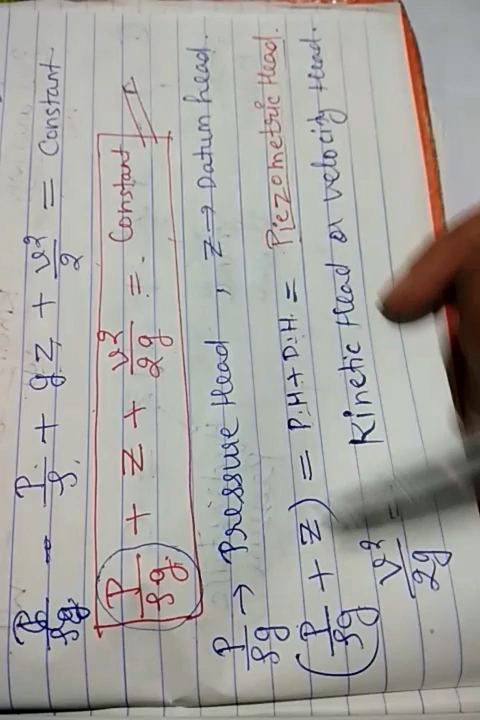 P/ρg - P/ρ + gz + v²/2 = Constant
P/ρg + z + v²/2g = Constant
P/ρg → Pressure Head, z → Datum head.
(P/ρg + z) = P.H + D.H. = Piezometric Head.
v²/2g = Kinetic Head or velocity Head.